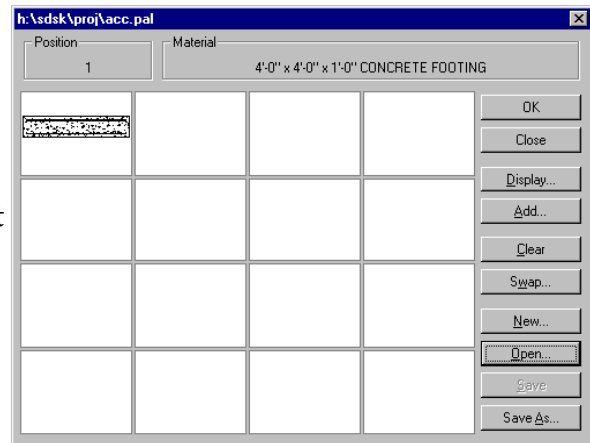 h:\sdsk\proj\acc.pal
Position
1
Material
4'-0" x 4'-0" x 1'-0" CONCRETE FOOTING
OK
Close
Display...
Add...
Clear
Swap...
New...
Open...
Save
Save As...
t